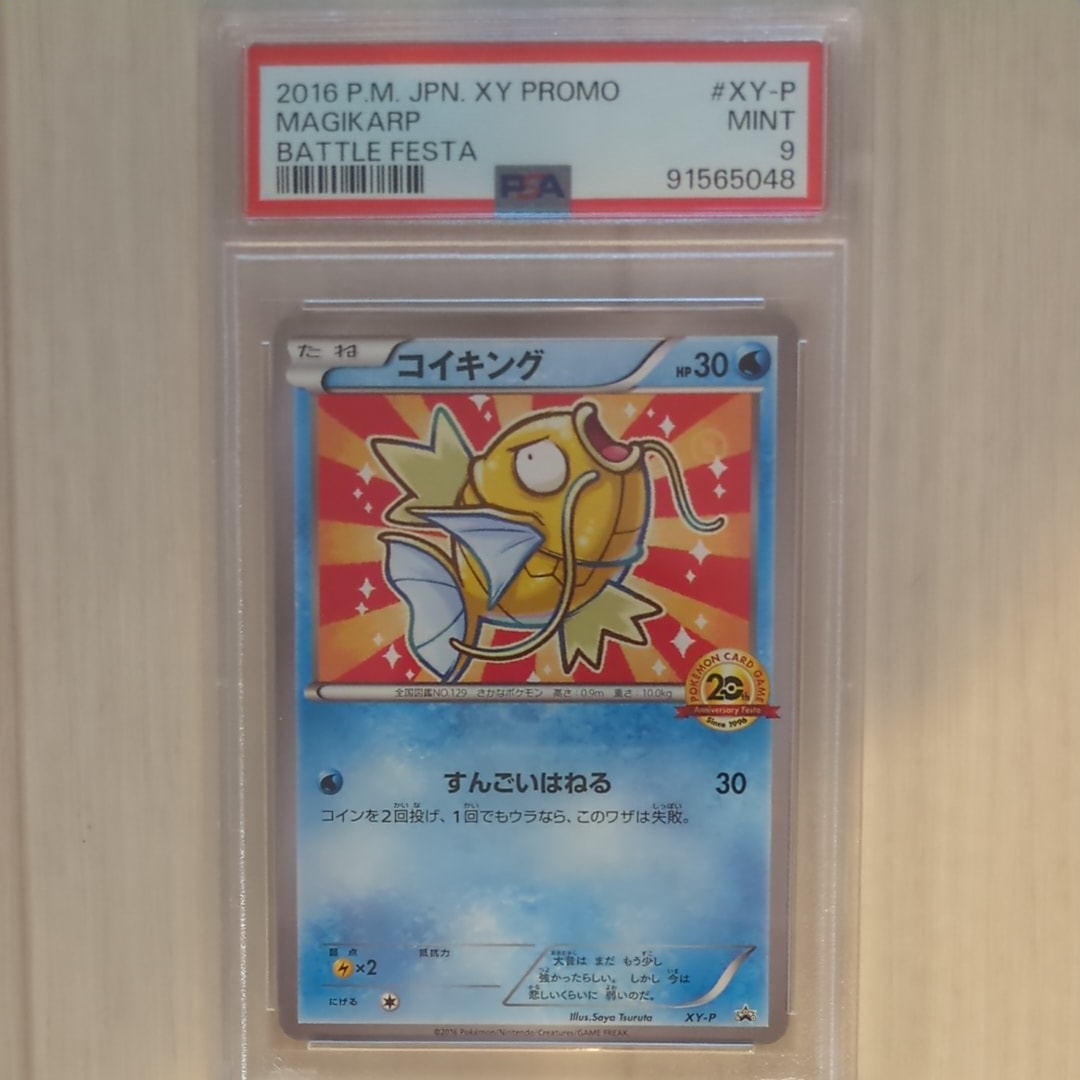 2016 P.M. JPN. XY PROMO #XY-P
MAGIKARP MINT
BATTLE FESTA 9
PSA 91565048
たね コイキング HP30
全国図鑑NO.129 さかなポケモン 高さ:0.9m 重さ:10.0kg
POKÉMON CARD GAME
20th
Anniversary Festa
Since 1996
すんごいはねる 30
コインを2回投げ、1回でもウラなら、このワザは失敗。
弱点 抵抗力
×2
にげる
大昔は まだ もう少し
強かったらしい。 しかし 今は
悲しいくらいに 弱いのだ。
Illus.Saya Tsuruta XY-P
©2016 Pokémon/Nintendo/Creatures/GAME FREAK